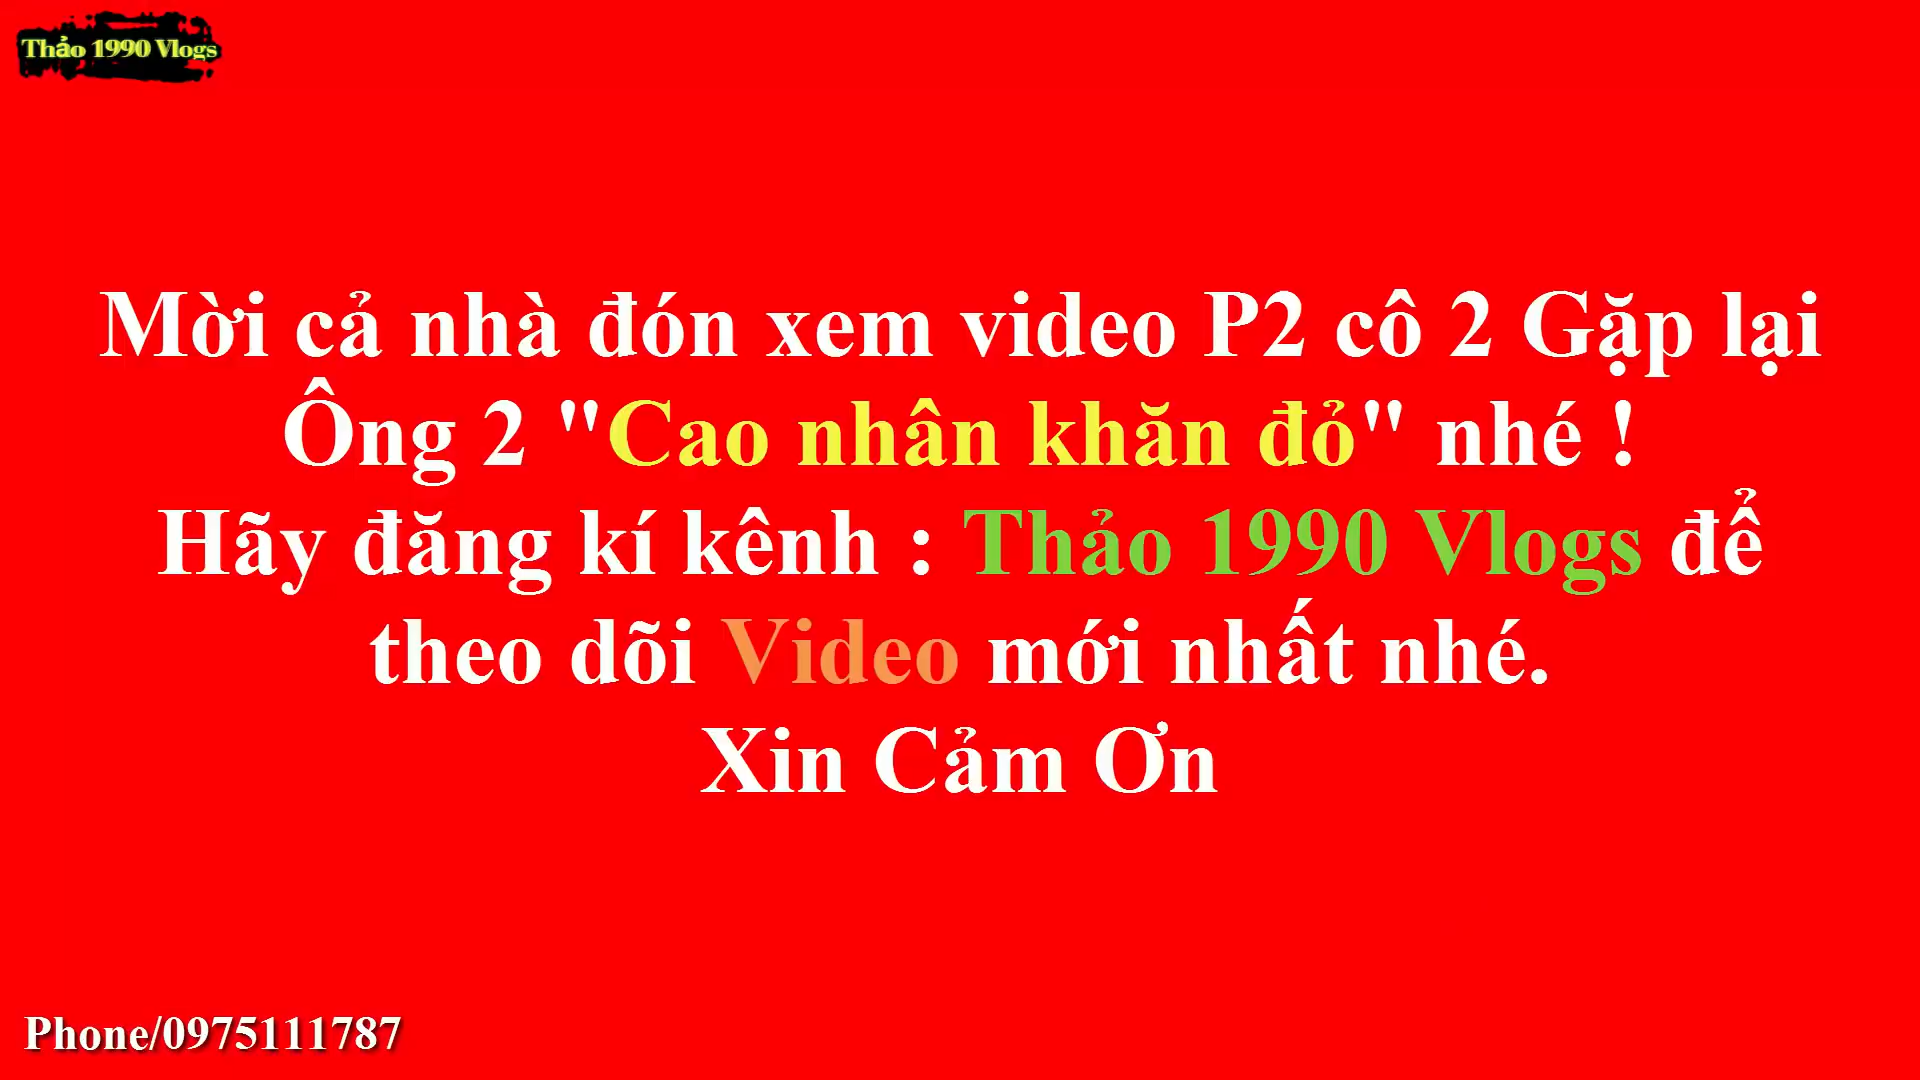 Thảo 1990 Vlogs
Mời cả nhà đón xem video P2 cô 2 Gặp lại
Ông 2 "Cao nhân khăn đỏ" nhé !
Hãy đăng kí kênh : Thảo 1990 Vlogs để
theo dõi Video mới nhất nhé.
Xin Cảm Ơn
Phone/0975111787